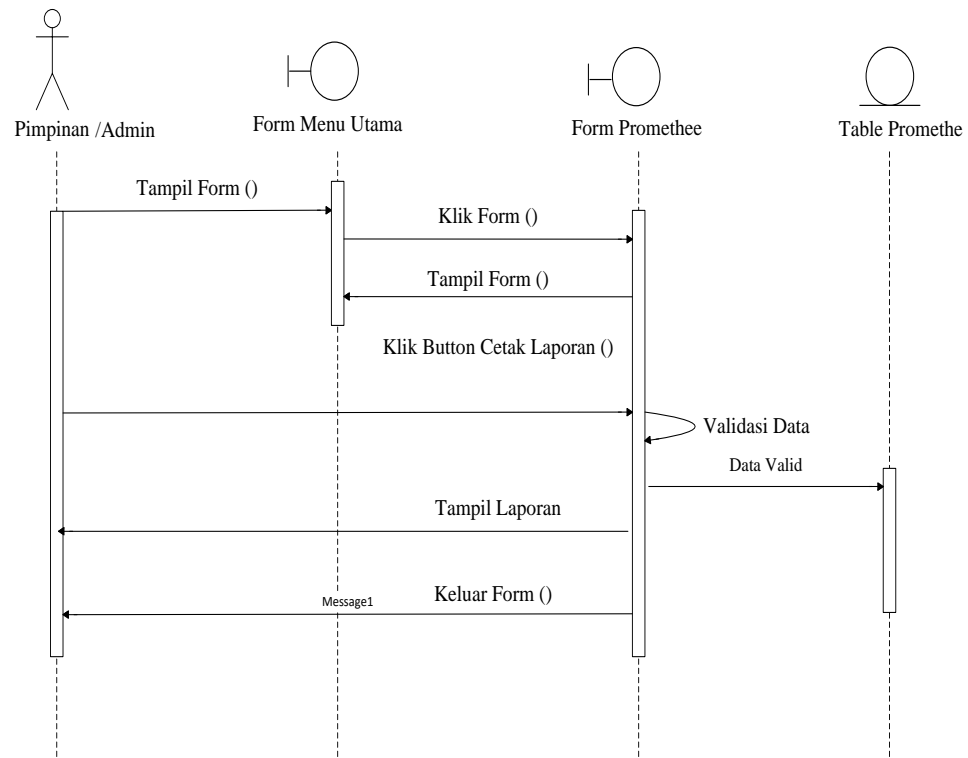 Pimpinan /Admin
Form Menu Utama
Form Promethee
Table Promethe
Tampil Form ()
Klik Form ()
Tampil Form ()
Klik Button Cetak Laporan ()
Validasi Data
Data Valid
Tampil Laporan
Message1
Keluar Form ()